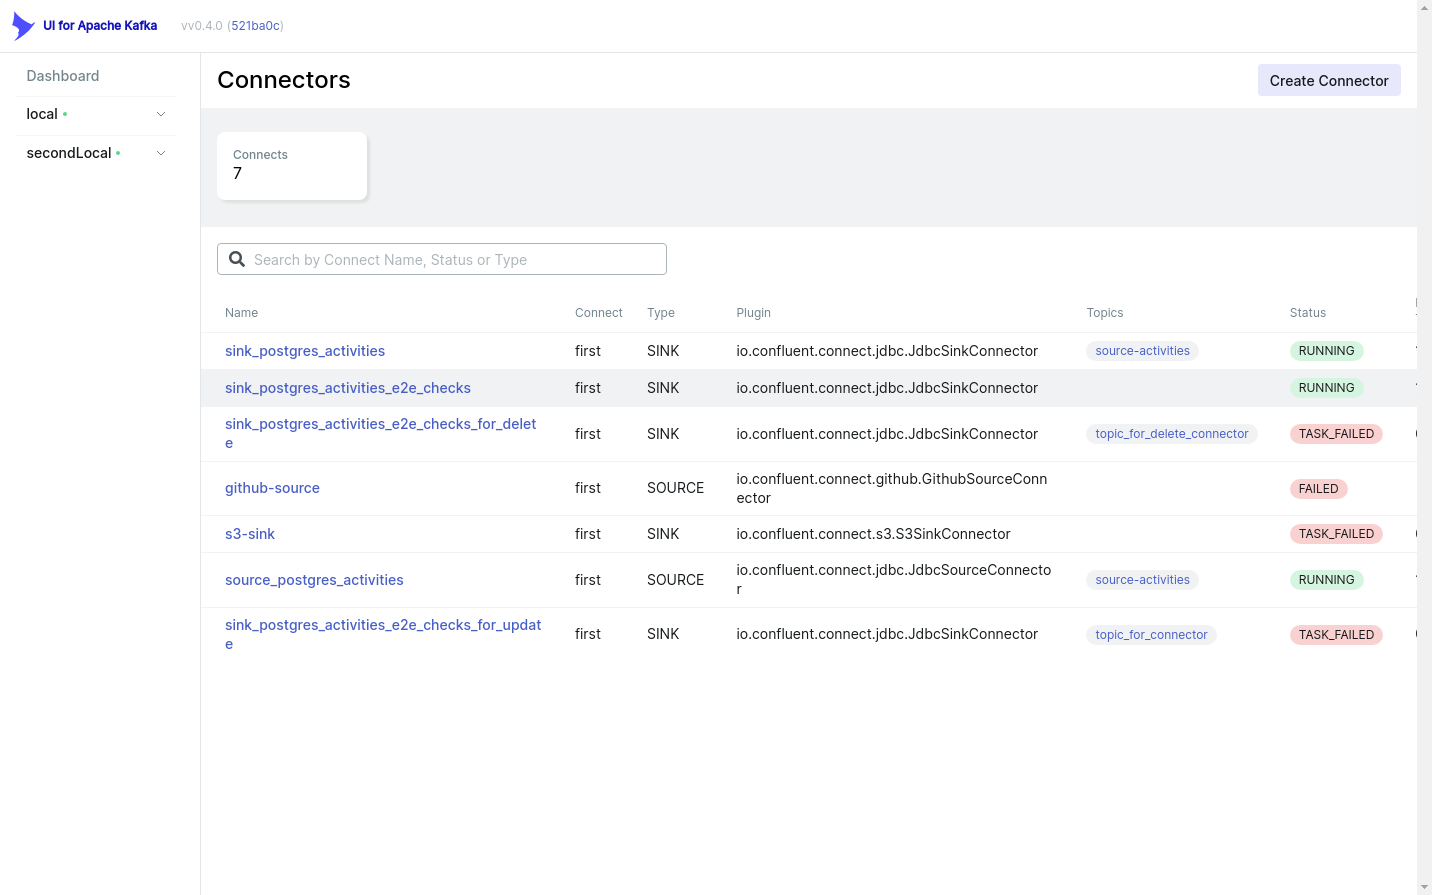 UI for Apache Kafka
vv0.4.0 (521ba0c)
Dashboard
local
secondLocal
Connectors
Create Connector
Connects
7
Search by Connect Name, Status or Type
Name Connect Type Plugin Topics Status
sink_postgres_activities first SINK io.confluent.connect.jdbc.JdbcSinkConnector source-activities RUNNING
sink_postgres_activities_e2e_checks first SINK io.confluent.connect.jdbc.JdbcSinkConnector RUNNING
sink_postgres_activities_e2e_checks_for_delet
e
first SINK io.confluent.connect.jdbc.JdbcSinkConnector topic_for_delete_connector TASK_FAILED
github-source first SOURCE
io.confluent.connect.github.GithubSourceConn
ector
FAILED
s3-sink first SINK io.confluent.connect.s3.S3SinkConnector TASK_FAILED
source_postgres_activities first SOURCE
io.confluent.connect.jdbc.JdbcSourceConnecto
r
source-activities RUNNING
sink_postgres_activities_e2e_checks_for_updat
e
first SINK io.confluent.connect.jdbc.JdbcSinkConnector topic_for_connector TASK_FAILED